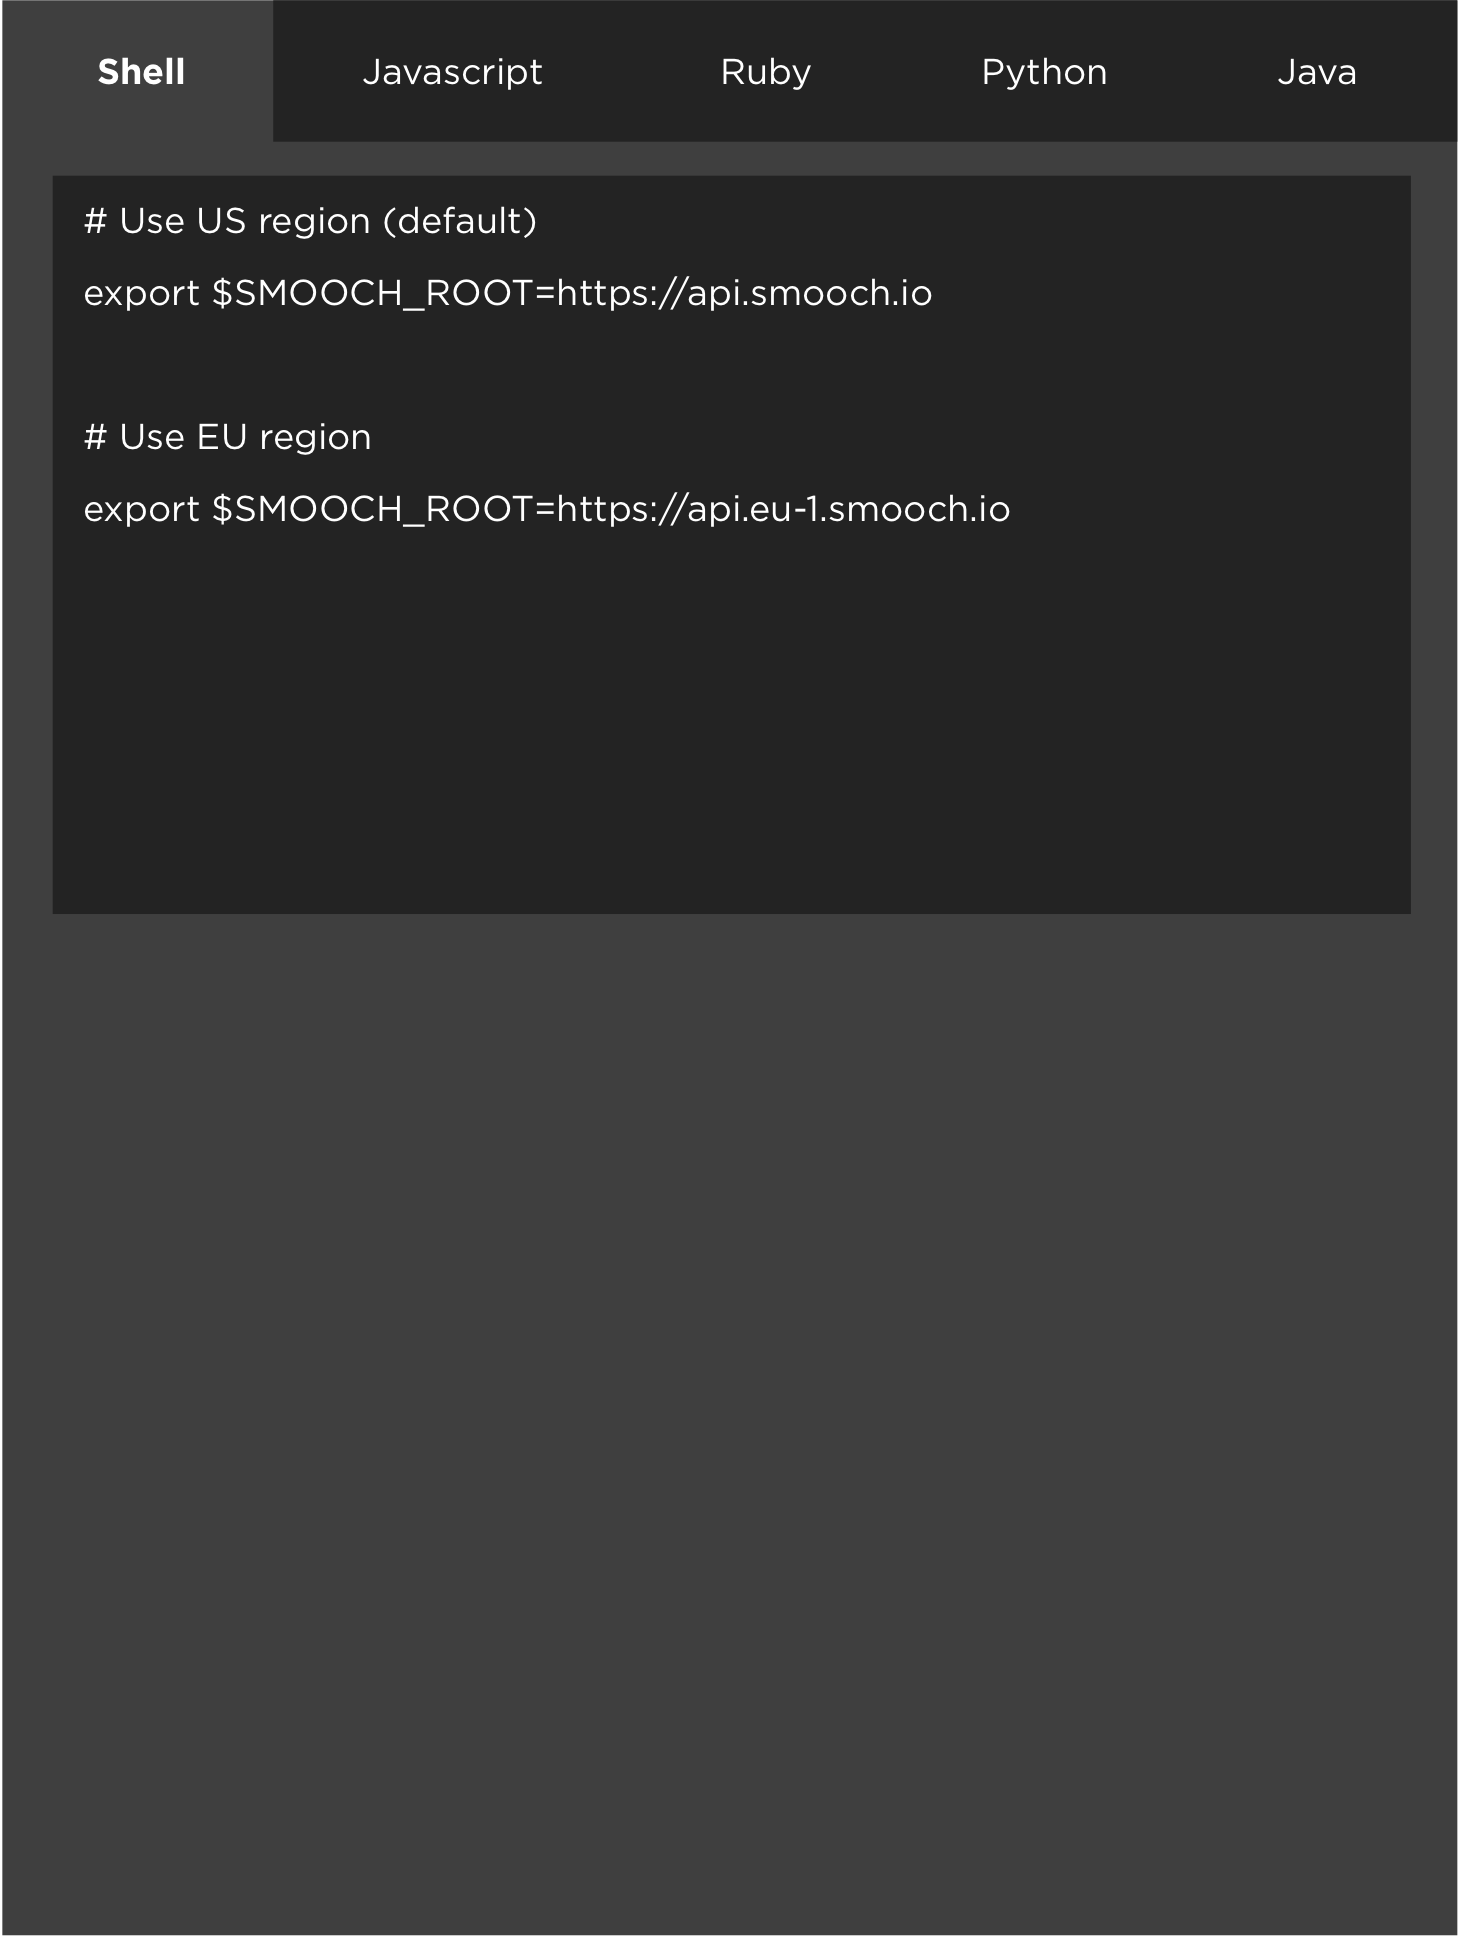 Shell Javascript Ruby Python Java
# Use US region (default)
export $SMOOCH_ROOT=https://api.smooch.io
# Use EU region
export $SMOOCH_ROOT=https://api.eu-1.smooch.io